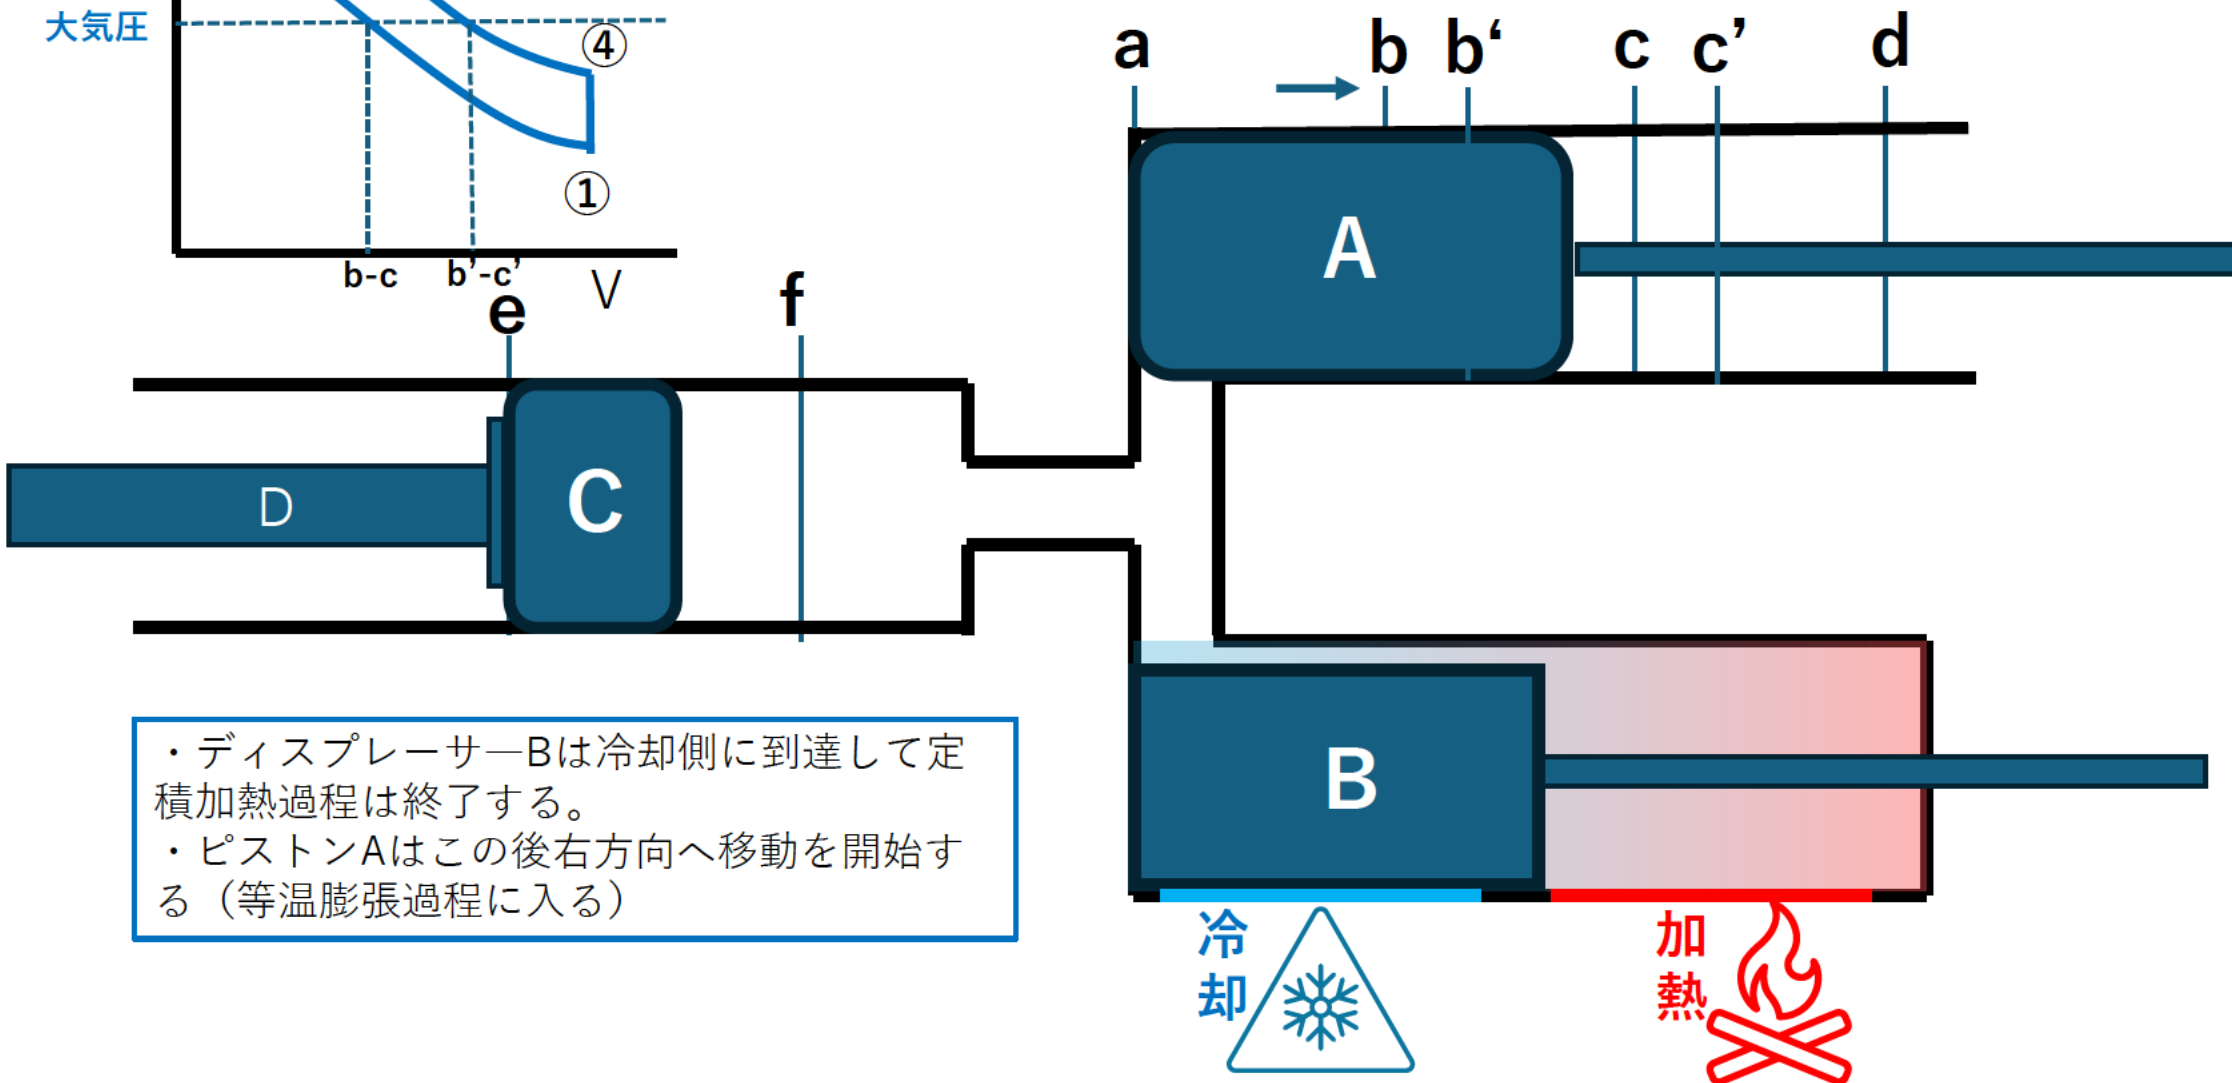 大気圧
④
①
b-c
b’-c’
V
a
b
b‘
c
c’
d
A
e
f
D
C
B
・ディスプレーサ―Bは冷却側に到達して定
積加熱過程は終了する。
・ピストンAはこの後右方向へ移動を開始す
る（等温膨張過程に入る）
冷
却
加
熱